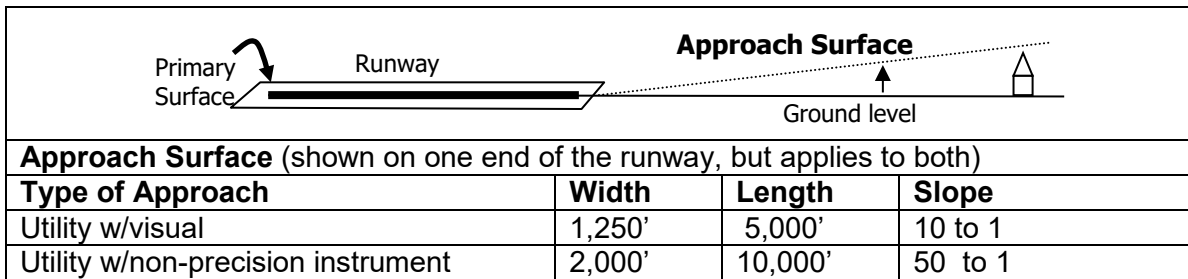 Approach Surface
Primary Runway
Surface
Ground level
Approach Surface (shown on one end of the runway, but applies to both)
Type of Approach Width Length Slope
Utility w/visual 1,250’ 5,000’ 10 to 1
Utility w/non-precision instrument 2,000’ 10,000’ 50 to 1